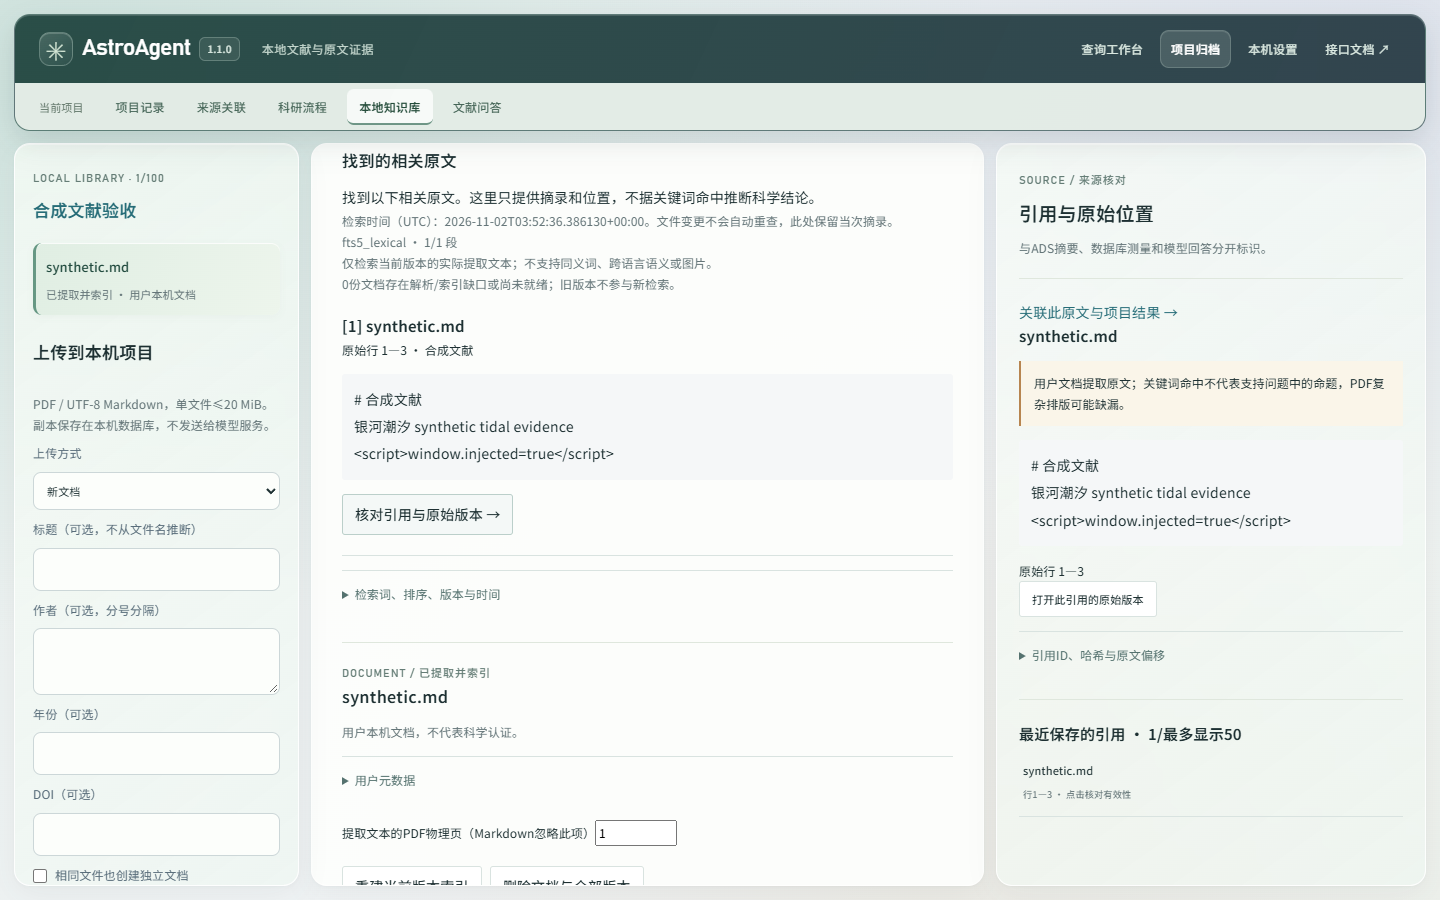 AstroAgent 1.1.0 本地文献与原文证据 查询工作台 项目归档 本机设置 接口文档 ↗
当前项目 项目记录 来源关联 科研流程 本地知识库 文献问答
LOCAL LIBRARY · 1/100
合成文献验收
synthetic.md
已提取并索引 · 用户本机文档
上传到本机项目
PDF / UTF-8 Markdown，单文件≤20 MiB。
副本保存在本机数据库，不发送给模型服务。
上传方式
新文档
标题（可选，不从文件名推断）
作者（可选，分号分隔）
年份（可选）
DOI（可选）
相同文件也创建独立文档
找到的相关原文
找到以下相关原文。这里只提供摘录和位置，不据关键词命中推断科学结论。
检索时间（UTC）：2026-11-02T03:52:36.386130+00:00。文件变更不会自动重查，此处保留当次摘录。
fts5_lexical · 1/1 段
仅检索当前版本的实际提取文本；不支持同义词、跨语言语义或图片。
0份文档存在解析/索引缺口或尚未就绪；旧版本不参与新检索。
[1] synthetic.md
原始行 1—3 · 合成文献
# 合成文献
银河潮汐 synthetic tidal evidence
<script>window.injected=true</script>
核对引用与原始版本 →
▶ 检索词、排序、版本与时间
DOCUMENT / 已提取并索引
synthetic.md
用户本机文档，不代表科学认证。
▶ 用户元数据
提取文本的PDF物理页（Markdown忽略此项） 1
重建当前版本索引 删除文档与全部版本
SOURCE / 来源核对
引用与原始位置
与ADS摘要、数据库测量和模型回答分开标识。
关联此原文与项目结果 →
synthetic.md
用户文档提取原文；关键词命中不代表支持问题中的命题，PDF复
杂排版可能缺漏。
# 合成文献
银河潮汐 synthetic tidal evidence
<script>window.injected=true</script>
原始行 1—3
打开此引用的原始版本
▶ 引用ID、哈希与原文偏移
最近保存的引用 · 1/最多显示50
synthetic.md
行1—3 · 点击核对有效性